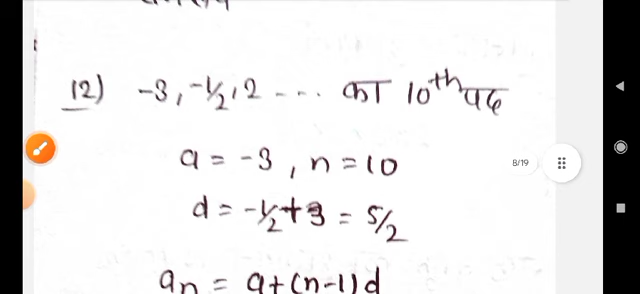 12) -3, -1/2, 2 --- का 10th पद
a = -3, n = 10
d = -1/2+3 = 5/2
an = a+(n-1)d
8/19